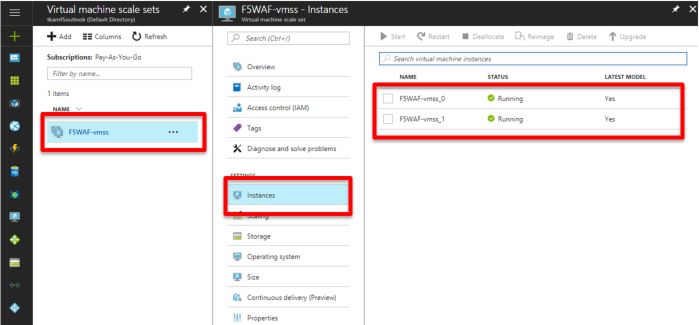 Virtual machine scale sets
tkamfSoutlook (Default Directory)
Add Columns Refresh
Subscriptions: Pay-As-You-Go
Filter by name...
1 items
NAME
F5WAF-vmss ...
F5WAF-vmss - Instances
Virtual machine scale set
Search (Ctrl+/)
Overview
Activity log
Access control (IAM)
Tags
Diagnose and solve problems
SETTINGS
Instances
Scaling
Storage
Operating system
Size
Continuous delivery (Preview)
Properties
Start Restart Deallocate Reimage Delete Upgrade
Search virtual machine instances
NAME STATUS LATEST MODEL
F5WAF-vmss_0 Running Yes
F5WAF-vmss_1 Running Yes